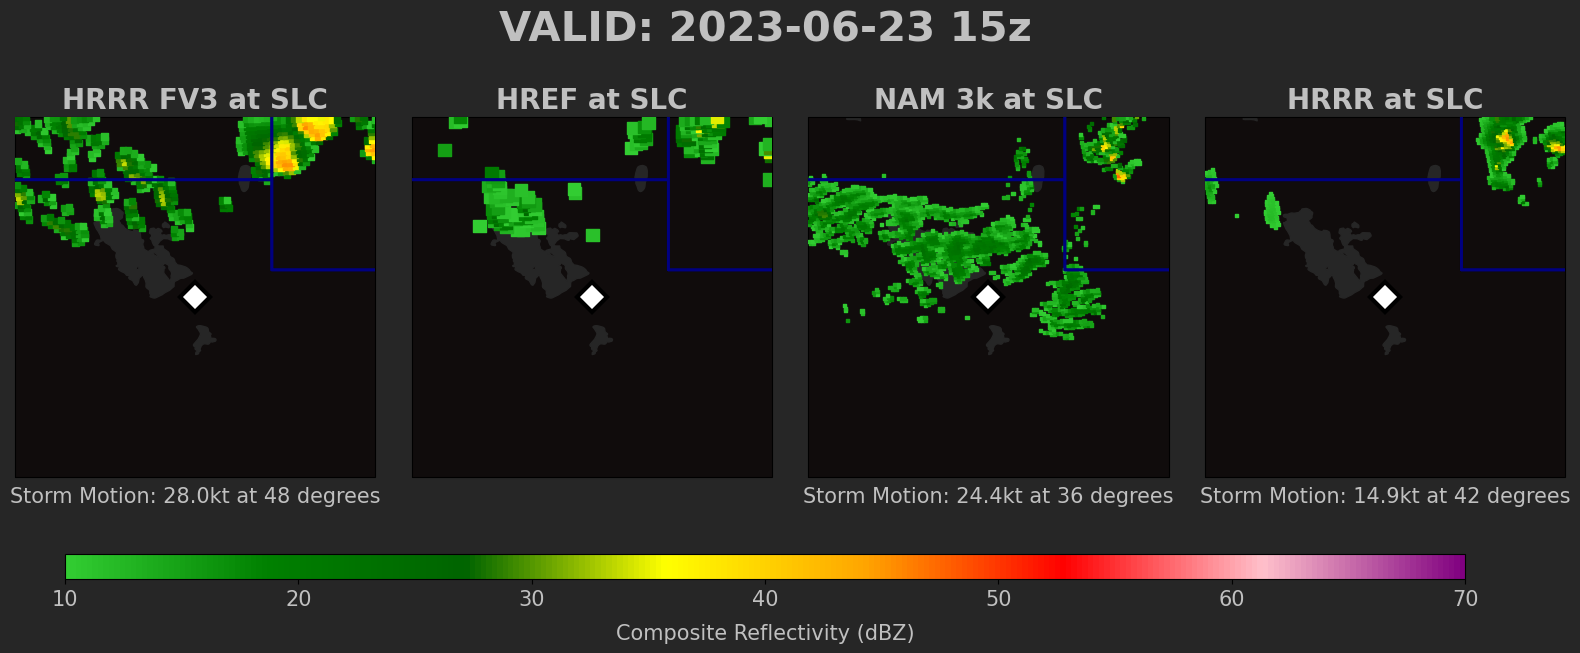 VALID: 2023-06-23 15z
HRRR FV3 at SLC
HREF at SLC
NAM 3k at SLC
HRRR at SLC
Storm Motion: 28.0kt at 48 degrees
Storm Motion: 24.4kt at 36 degrees
Storm Motion: 14.9kt at 42 degrees
10 20 30 40 50 60 70
Composite Reflectivity (dBZ)